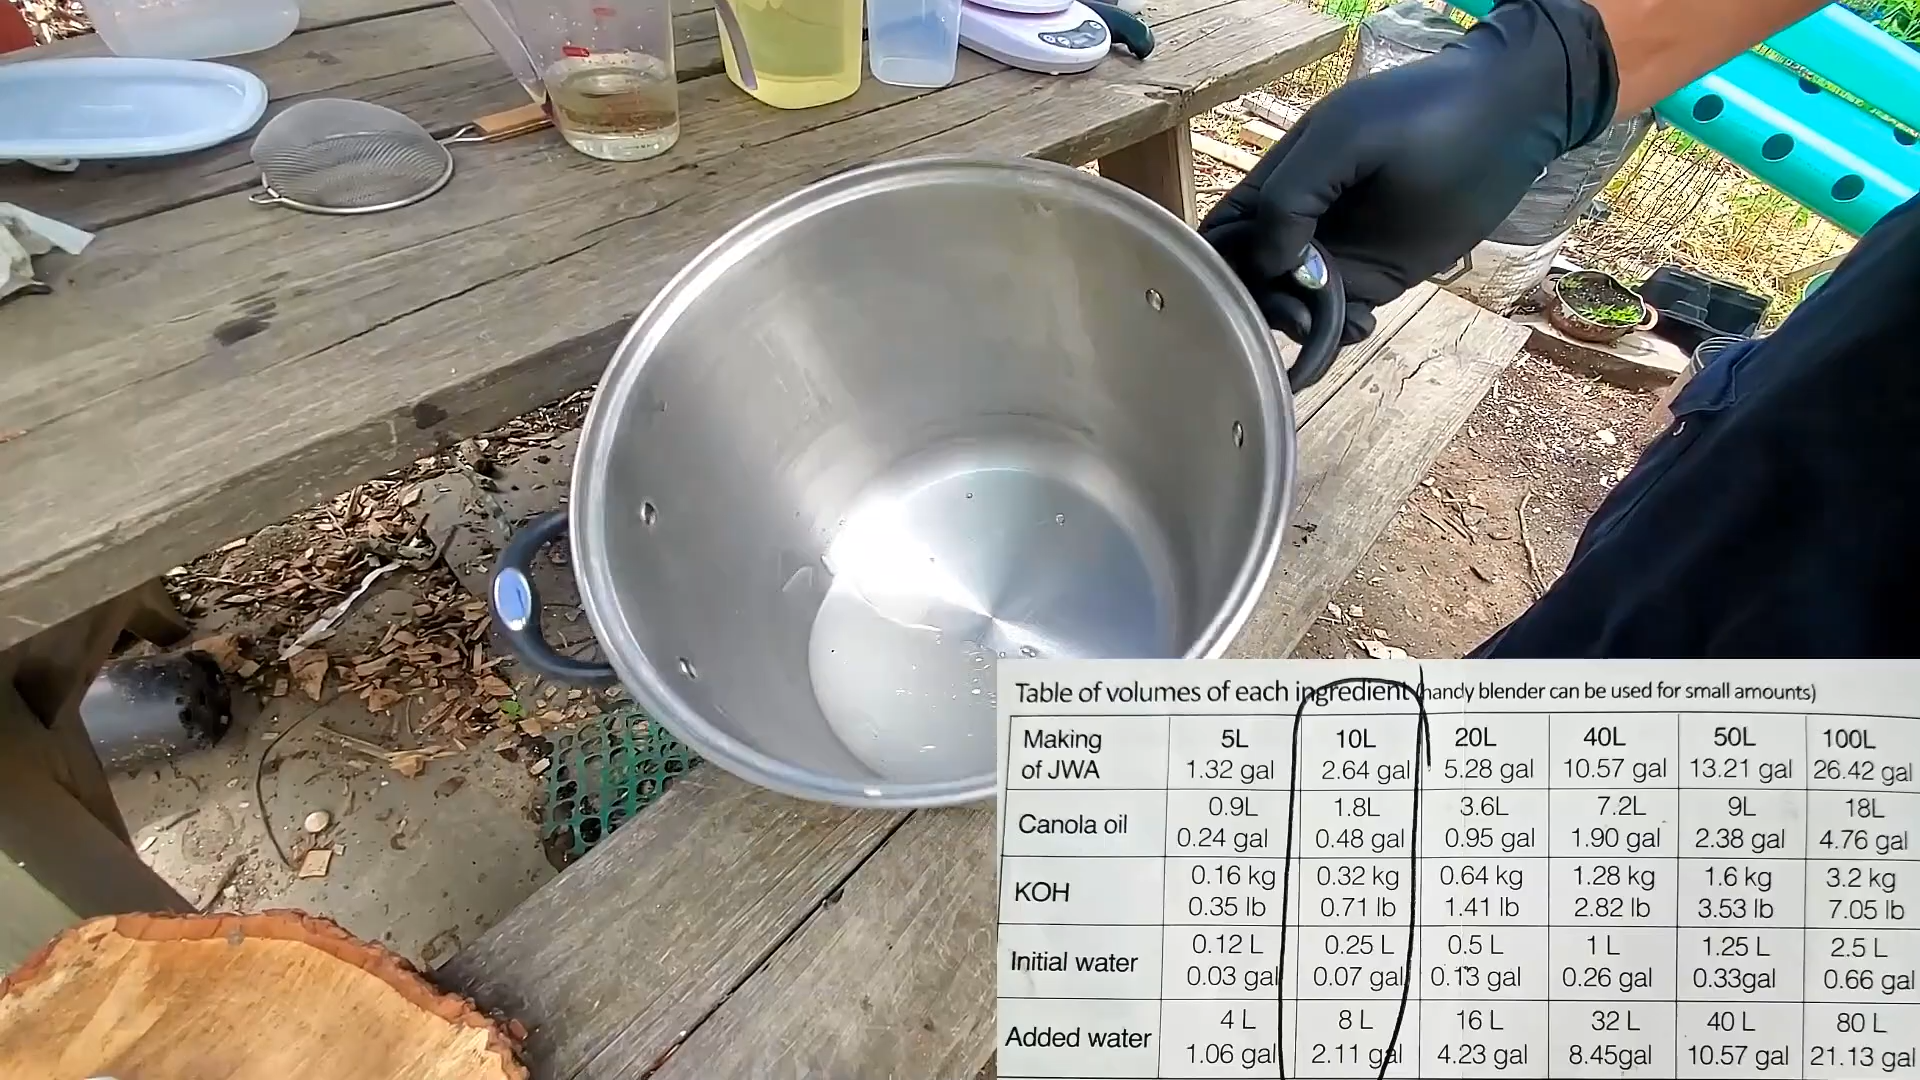 Table of volumes of each ingredient (handy blender can be used for small amounts)
Making of JWA 5L 1.32 gal 10L 2.64 gal 20L 5.28 gal 40L 10.57 gal 50L 13.21 gal 100L 26.42 gal
Canola oil 0.9L 0.24 gal 1.8L 0.48 gal 3.6L 0.95 gal 7.2L 1.90 gal 9L 2.38 gal 18L 4.76 gal
KOH 0.16 kg 0.35 lb 0.32 kg 0.71 lb 0.64 kg 1.41 lb 1.28 kg 2.82 lb 1.6 kg 3.53 lb 3.2 kg 7.05 lb
Initial water 0.12 L 0.03 gal 0.25 L 0.07 gal 0.5 L 0.13 gal 1 L 0.26 gal 1.25 L 0.33gal 2.5 L 0.66 gal
Added water 4 L 1.06 gal 8 L 2.11 gal 16 L 4.23 gal 32 L 8.45gal 40 L 10.57 gal 80 L 21.13 gal